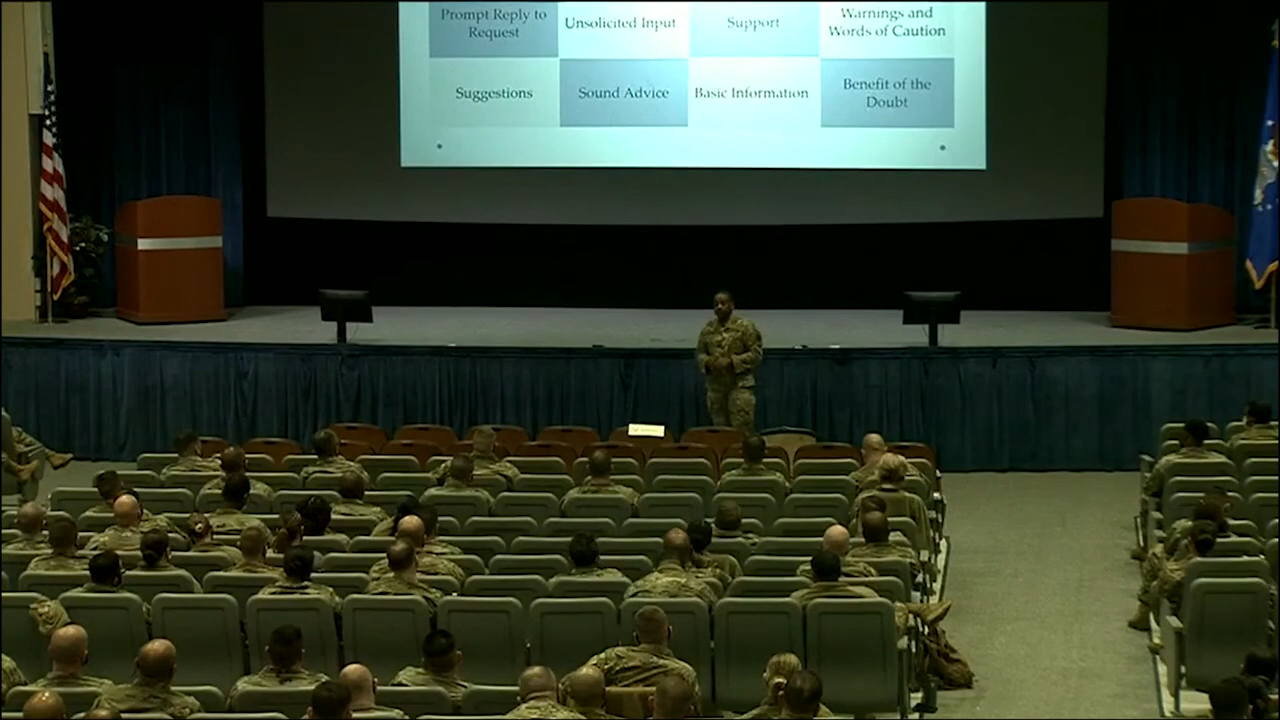 Prompt Reply to
Request
Unsolicited Input
Support
Warnings and
Words of Caution
Suggestions
Sound Advice
Basic Information
Benefit of the
Doubt